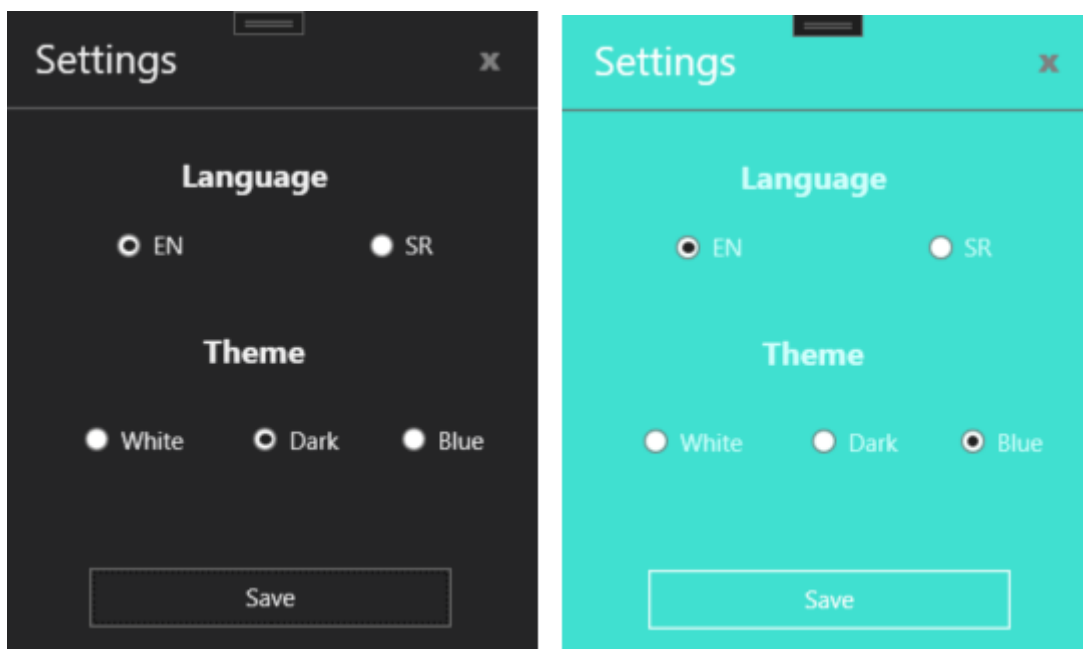 Settings x
Language
EN SR
Theme
White Dark Blue
Save
Settings x
Language
EN SR
Theme
White Dark Blue
Save